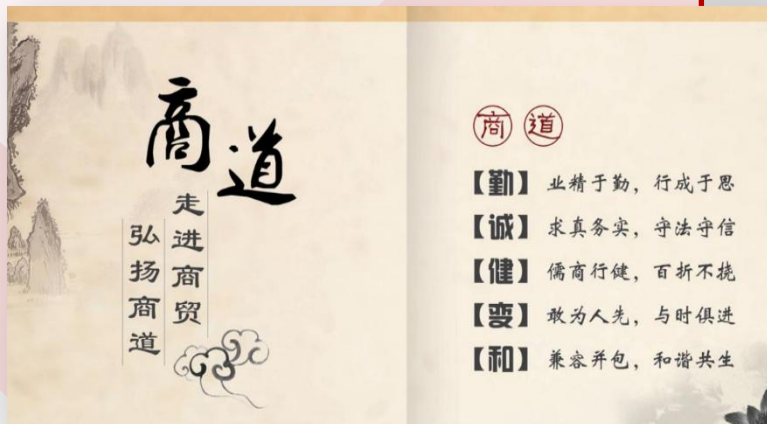 商道
走进商贸
弘扬商道
商道
【勤】业精于勤，行成于思
【诚】求真务实，守法守信
【健】儒商行健，百折不挠
【变】敢为人先，与时俱进
【和】兼容并包，和谐共生